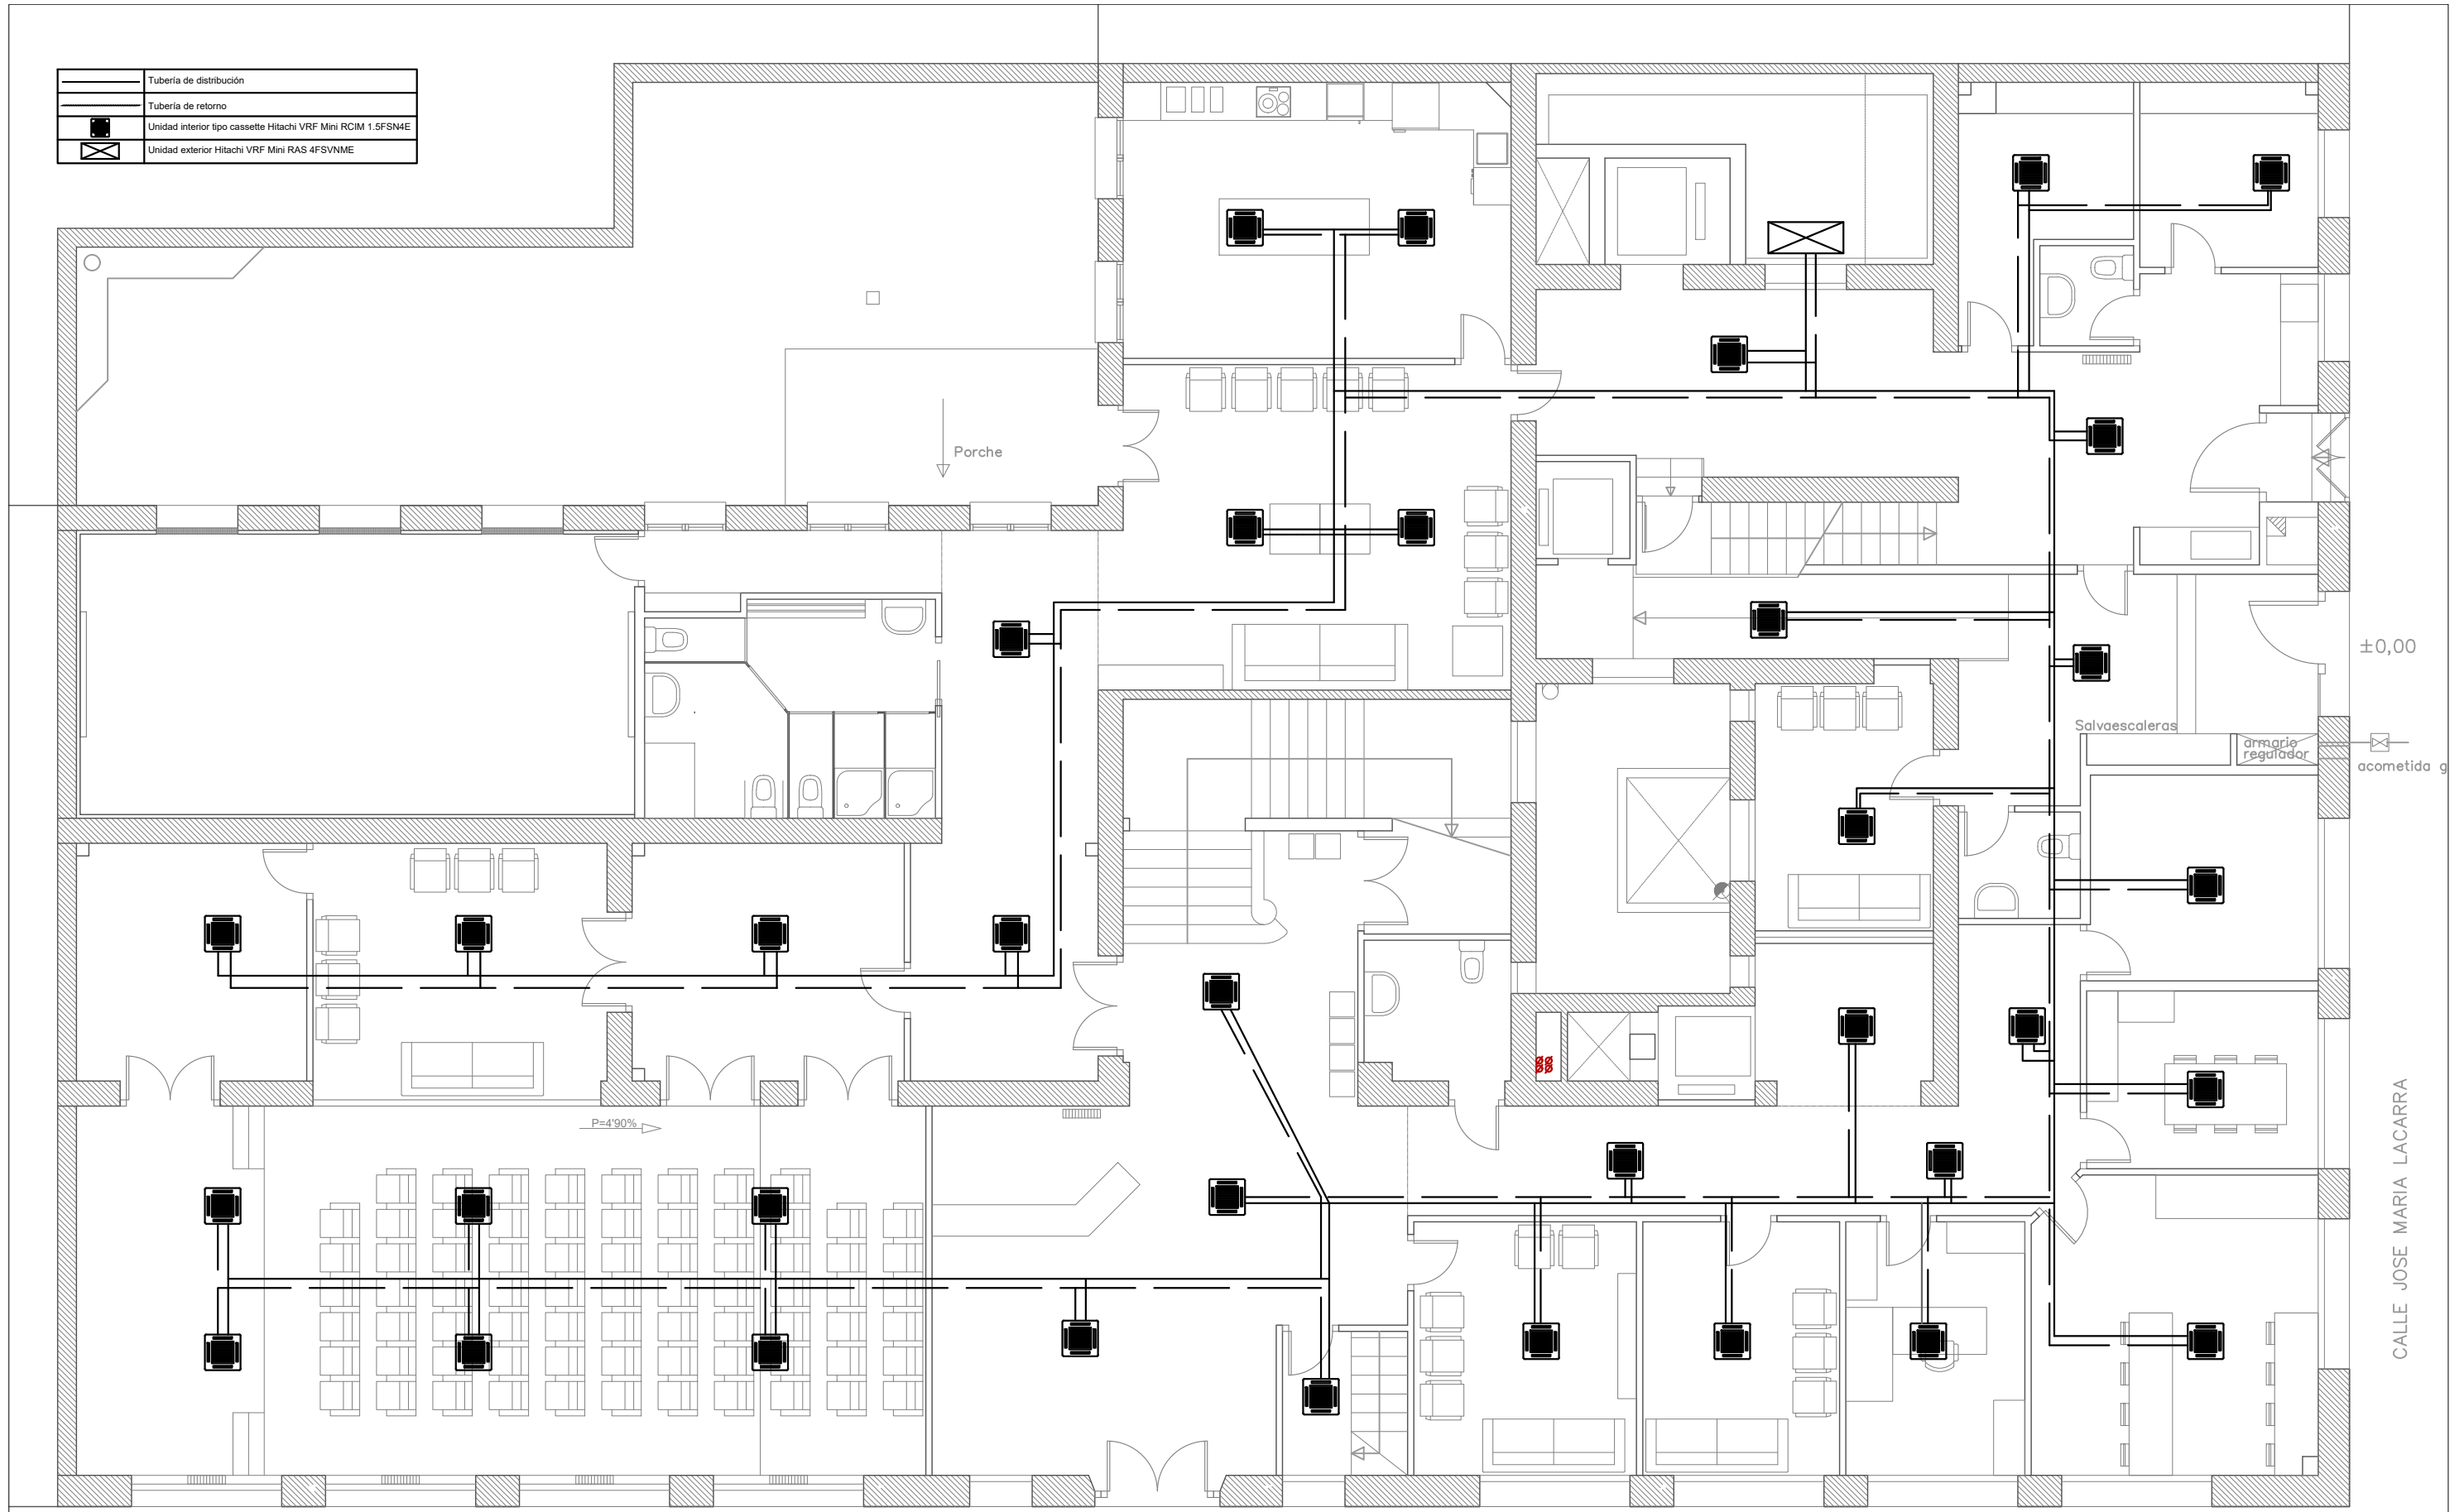 Tubería de distribución
Tubería de retorno
Unidad interior tipo cassette Hitachi VRF Mini RCIM 1.5FSN4E
Unidad exterior Hitachi VRF Mini RAS 4FSVNME
Porche
±0,00
Salvaescaleras
armario
regulador
acometida g
P=4'90%
CALLE JOSE MARIA LACARRA